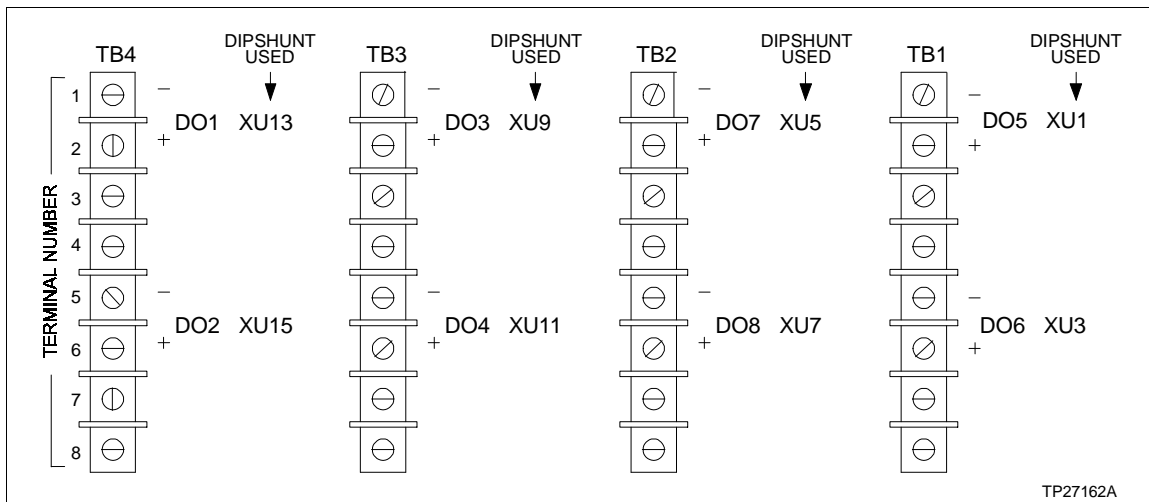 TB4 DIPSHUNT USED TB3 DIPSHUNT USED TB2 DIPSHUNT USED TB1 DIPSHUNT USED
TERMINAL NUMBER
1 − − − −
DO1 XU13 DO3 XU9 DO7 XU5 DO5 XU1
2 + + + +
3
4
5 − − − −
DO2 XU15 DO4 XU11 DO8 XU7 DO6 XU3
6 + + + +
7
8
TP27162A